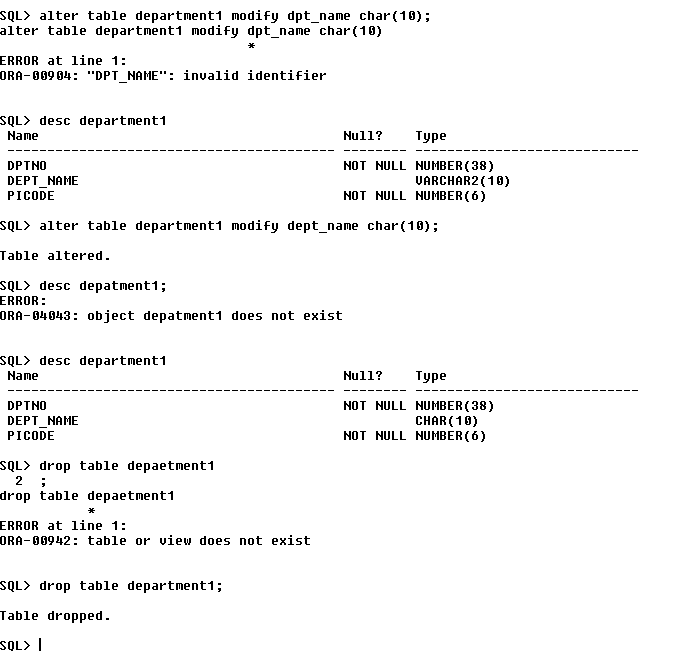 SQL> alter table department1 modify dpt_name char(10);
alter table department1 modify dpt_name char(10)
*
ERROR at line 1:
ORA-00904: "DPT_NAME": invalid identifier
SQL> desc department1
Name Null? Type
----------------------------------------- -------- ----------------------------
DPTNO NOT NULL NUMBER(38)
DEPT_NAME VARCHAR2(10)
PICODE NOT NULL NUMBER(6)
SQL> alter table department1 modify dept_name char(10);
Table altered.
SQL> desc depatment1;
ERROR:
ORA-04043: object depatment1 does not exist
SQL> desc department1
Name Null? Type
----------------------------------------- -------- ----------------------------
DPTNO NOT NULL NUMBER(38)
DEPT_NAME CHAR(10)
PICODE NOT NULL NUMBER(6)
SQL> drop table depaetment1
2 ;
drop table depaetment1
*
ERROR at line 1:
ORA-00942: table or view does not exist
SQL> drop table department1;
Table dropped.
SQL>